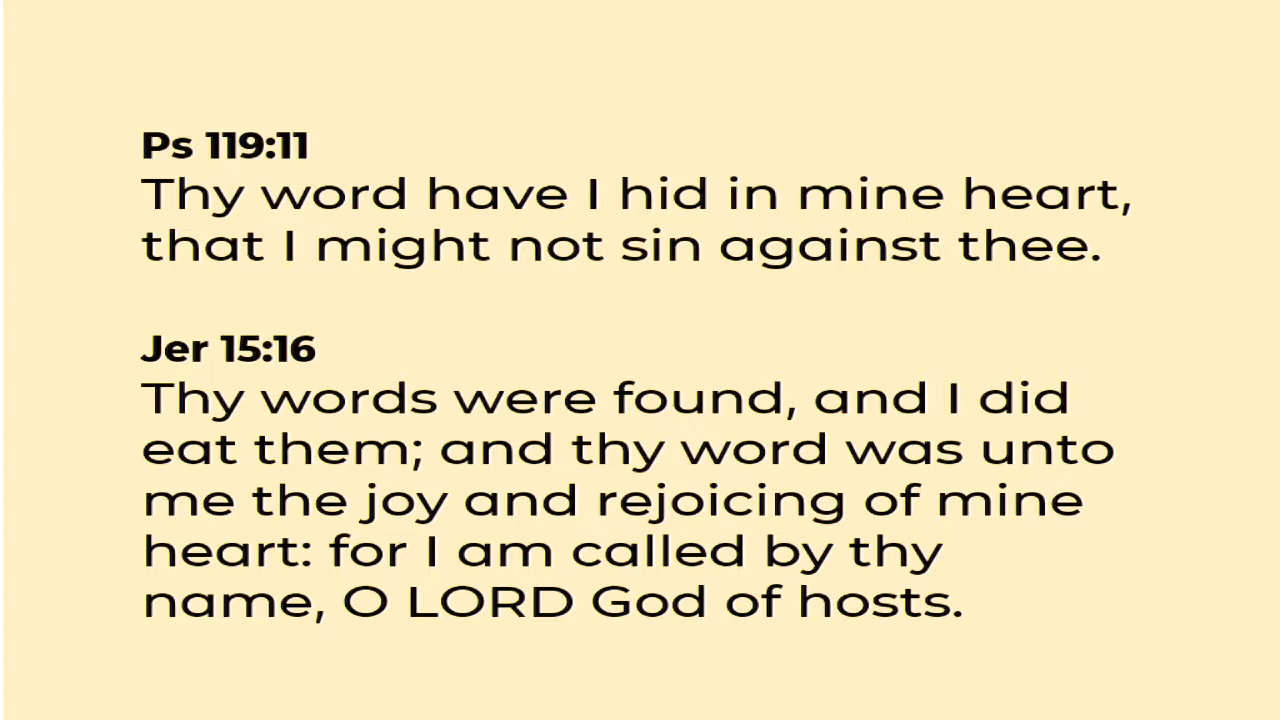 Ps 119:11
Thy word have I hid in mine heart,
that I might not sin against thee.
Jer 15:16
Thy words were found, and I did
eat them; and thy word was unto
me the joy and rejoicing of mine
heart: for I am called by thy
name, O LORD God of hosts.